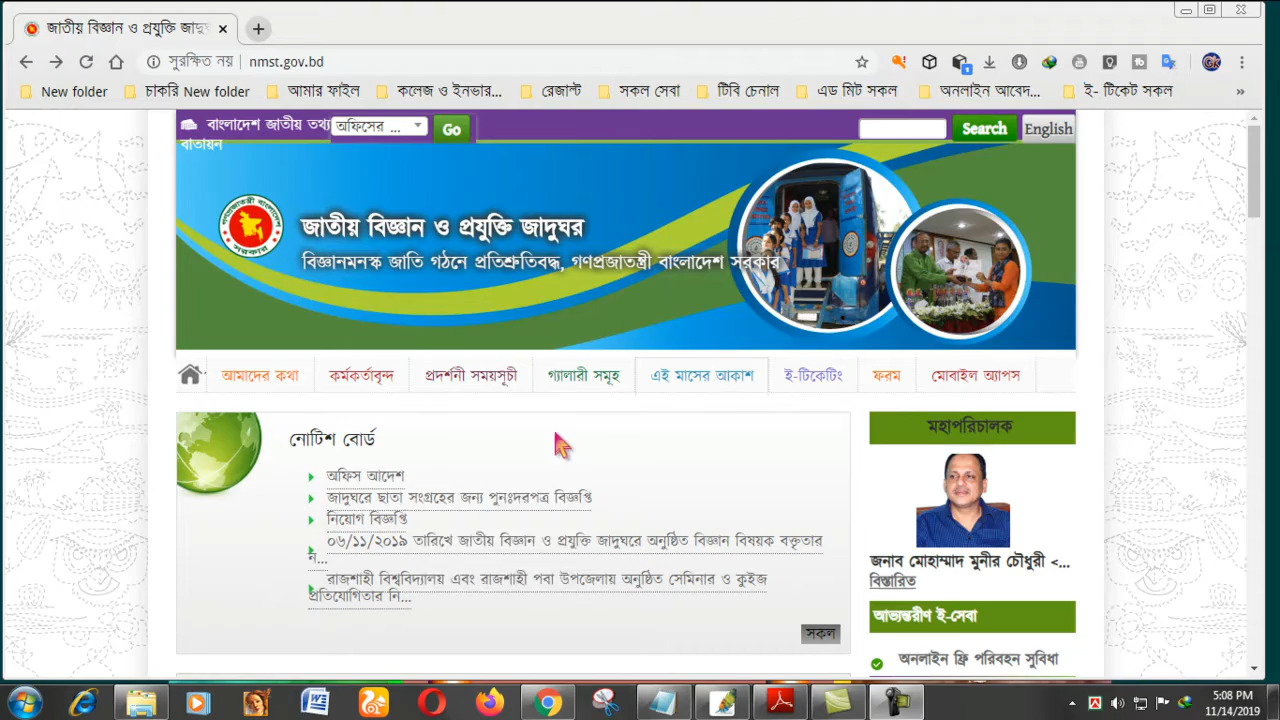 জাতীয় বিজ্ঞান ও প্রযুক্তি জাদুঘ
সুরক্ষিত নয় nmst.gov.bd
New folder চাকরি New folder আমার ফাইল কলেজ ও ইনভার... রেজাল্ট সকল সেবা টিবি চেনাল এড মিট সকল অনলাইন আবেদ... ই- টিকেট সকল »
বাংলাদেশ জাতীয় তথ্য
বাতায়ন
অফিসের ... Go Search English
জাতীয় বিজ্ঞান ও প্রযুক্তি জাদুঘর
বিজ্ঞানমনস্ক জাতি গঠনে প্রতিশ্রুতিবদ্ধ, গণপ্রজাতন্ত্রী বাংলাদেশ সরকার
আমাদের কথা কর্মকর্তাবৃন্দ প্রদর্শনী সময়সূচী গ্যালারী সমূহ এই মাসের আকাশ ই-টিকেটিং ফরম মোবাইল অ্যাপস
নোটিশ বোর্ড
অফিস আদেশ
জাদুঘরে ছাতা সংগ্রহের জন্য পুনঃদরপত্র বিজ্ঞপ্তি
নিয়োগ বিজ্ঞপ্তি
০৬/১১/২০১৯ তারিখে জাতীয় বিজ্ঞান ও প্রযুক্তি জাদুঘরে অনুষ্ঠিত বিজ্ঞান বিষয়ক বক্তৃতার
রাজশাহী বিশ্ববিদ্যালয় এবং রাজশাহী পবা উপজেলায় অনুষ্ঠিত সেমিনার ও কুইজ
প্রতিযোগিতার নি...
সকল
মহাপরিচালক
জনাব মোহাম্মাদ মুনীর চৌধুরী <...
বিস্তারিত
আভ্যন্তরীণ ই-সেবা
অনলাইন ফ্রি পরিবহন সুবিধা
5:08 PM
11/14/2019